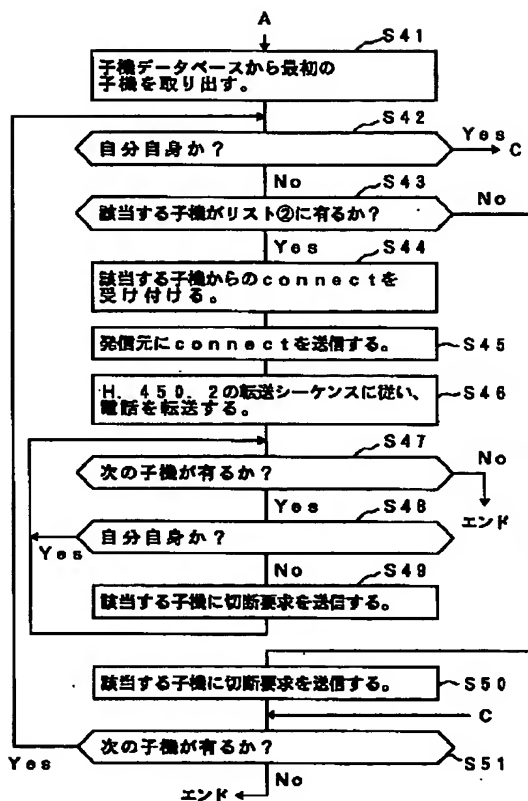 A
S41
子機データベースから最初の
子機を取り出す。
S42
自分自身か？
Yes
C
No
S43
該当する子機がリスト②に有るか？
No
Yes
S44
該当する子機からのconnectを
受け付ける。
発信元にconnectを送信する。
S45
H.450.2の転送シーケンスに従い、
電話を転送する。
S46
S47
次の子機が有るか？
No
エンド
Yes
S48
自分自身か？
Yes
No
S49
該当する子機に切断要求を送信する。
該当する子機に切断要求を送信する。
S50
C
次の子機が有るか？
Yes
S51
No
エンド